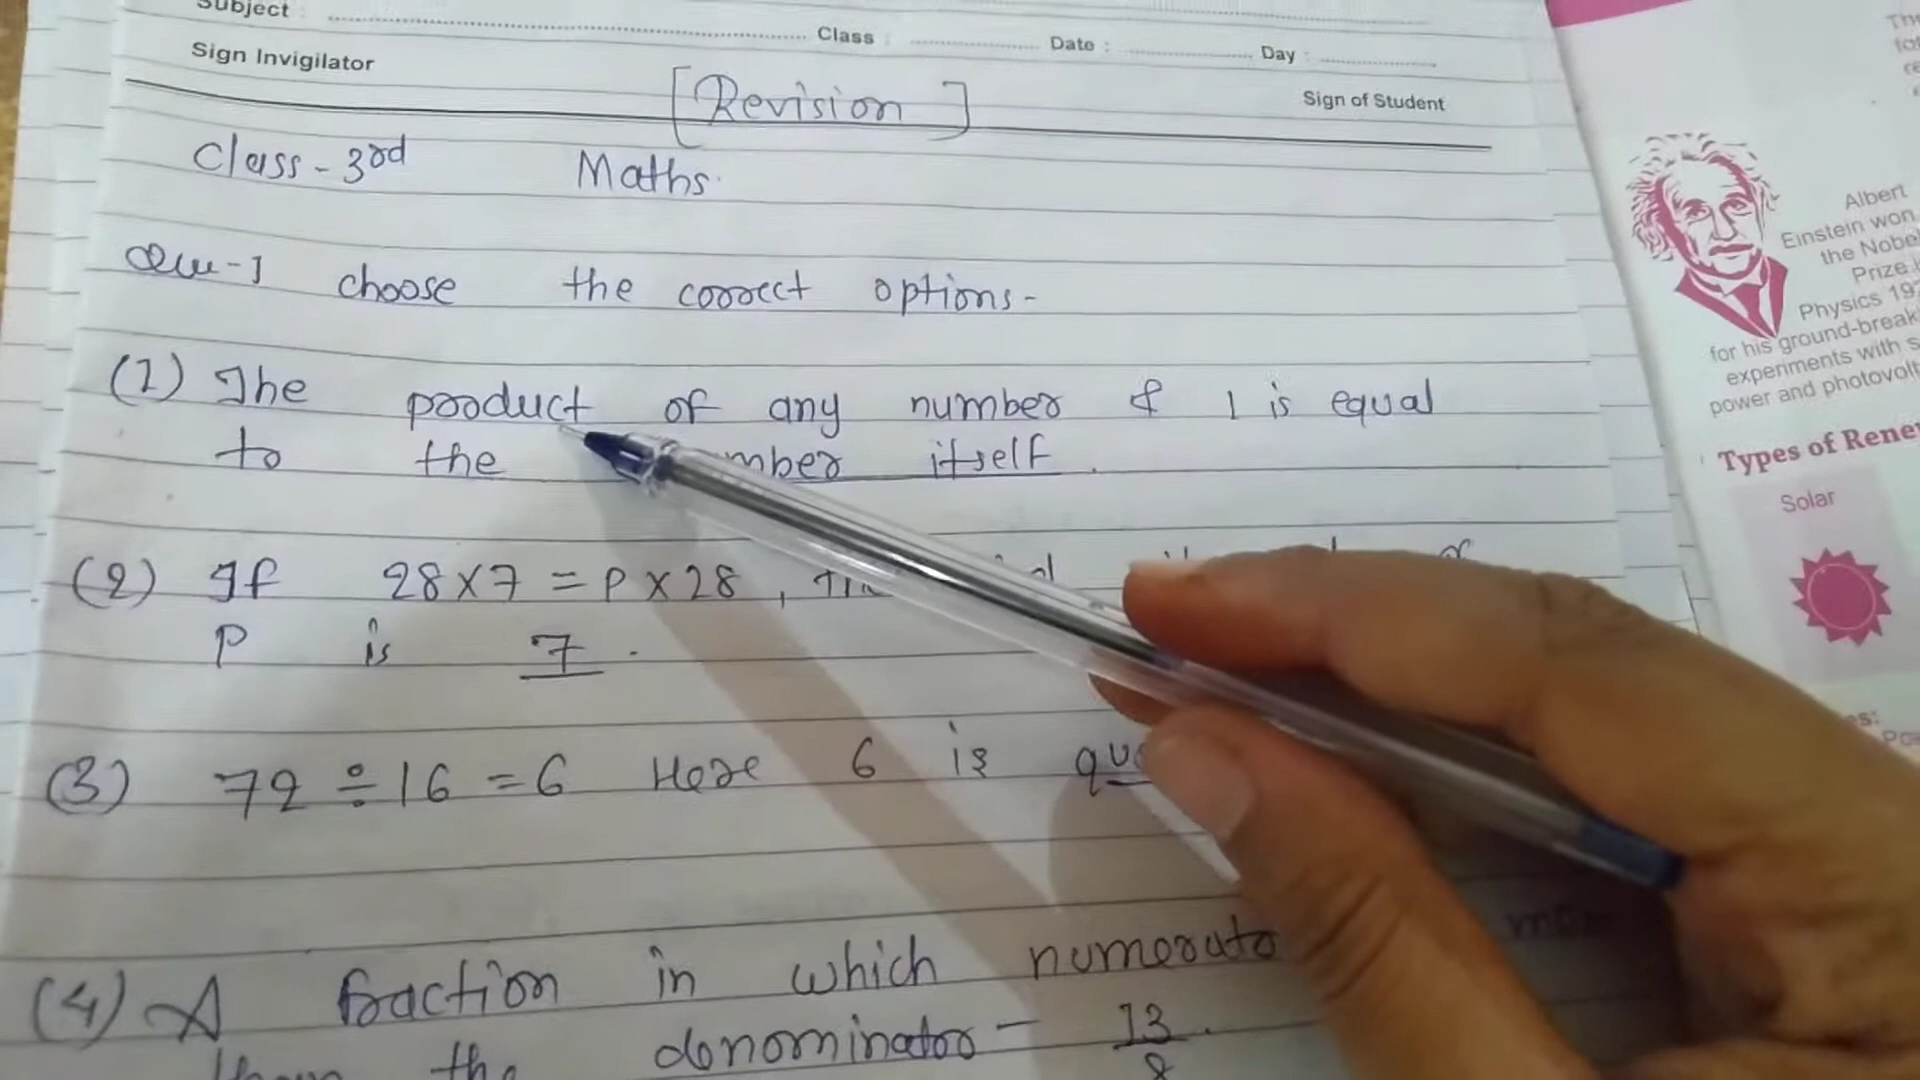 Subject
Class : Date : Day :
Sign Invigilator
[Revision]
Sign of Student
Class - 3rd Maths.
Que-1 choose the correct options-
(1) The product of any number & 1 is equal
to the mber itself.
(2) If 28×7 = P×28,
P is 7.
(3) 72 ÷ 16 = 6 Here 6 is
(4) A fraction in which numerato
the denominator - 13
8
Albert
Einstein won
the Nobel
Prize
Physics
for his ground-break
experiments with
power and photovolt
Types of Rene
Solar